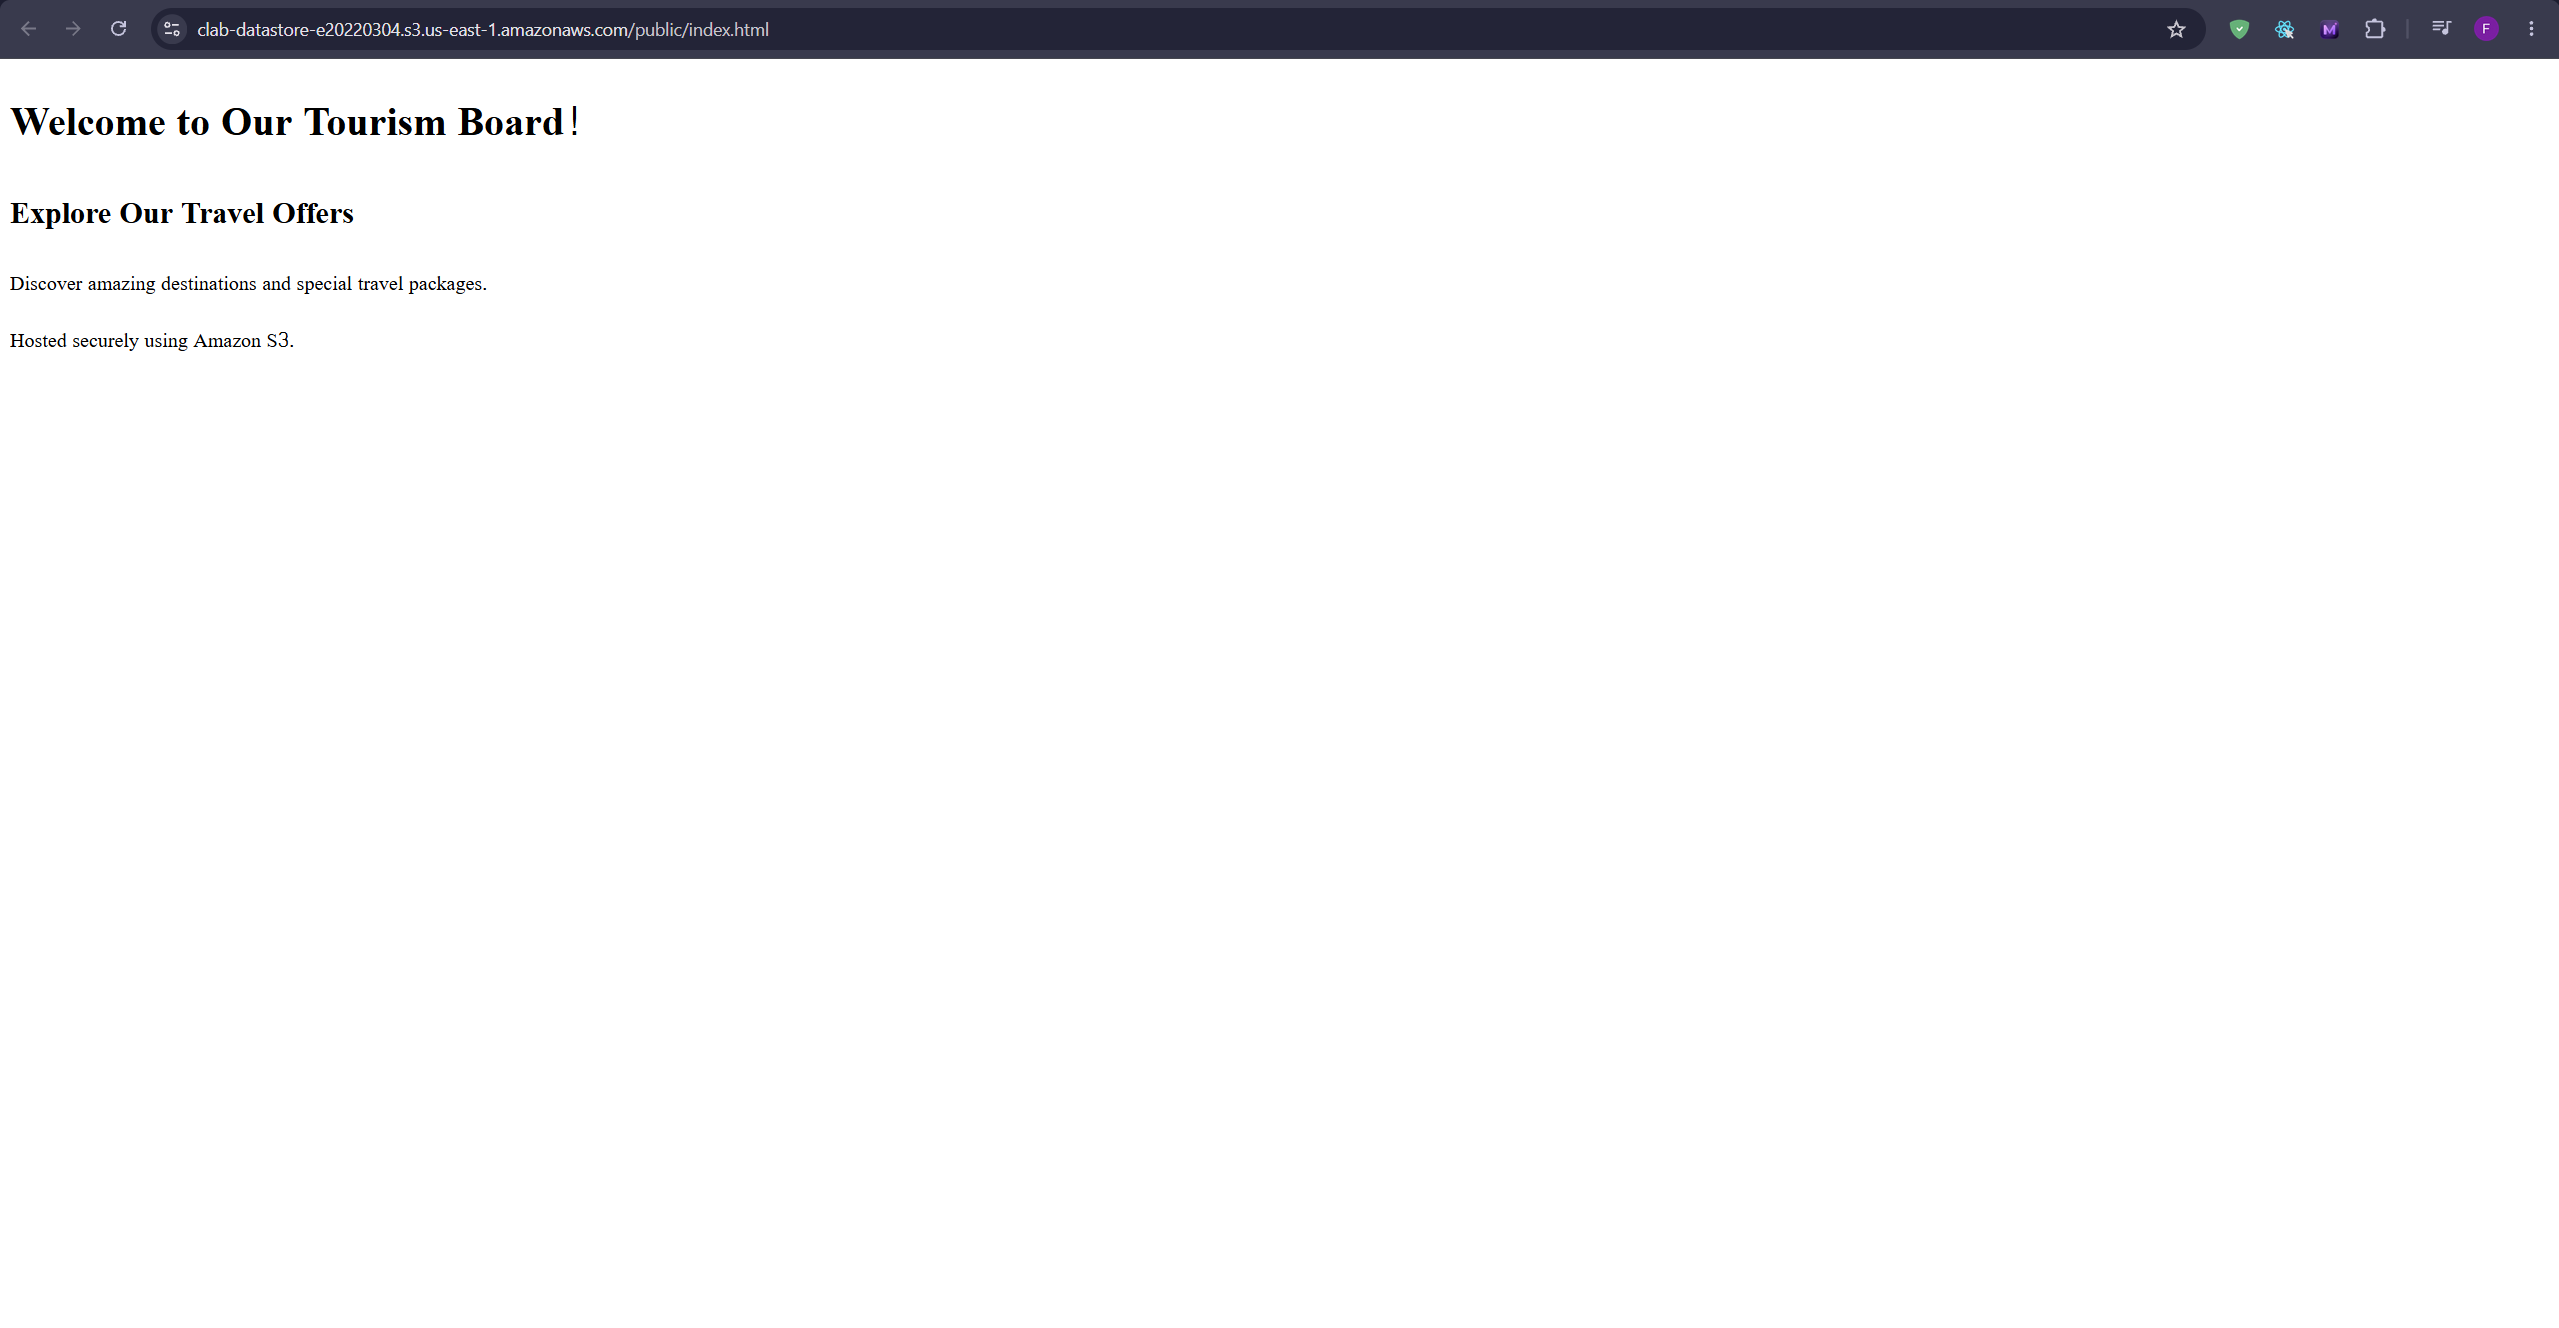 clab-datastore-e20220304.s3.us-east-1.amazonaws.com/public/index.html
M
F
Welcome to Our Tourism Board!
Explore Our Travel Offers
Discover amazing destinations and special travel packages.
Hosted securely using Amazon S3.